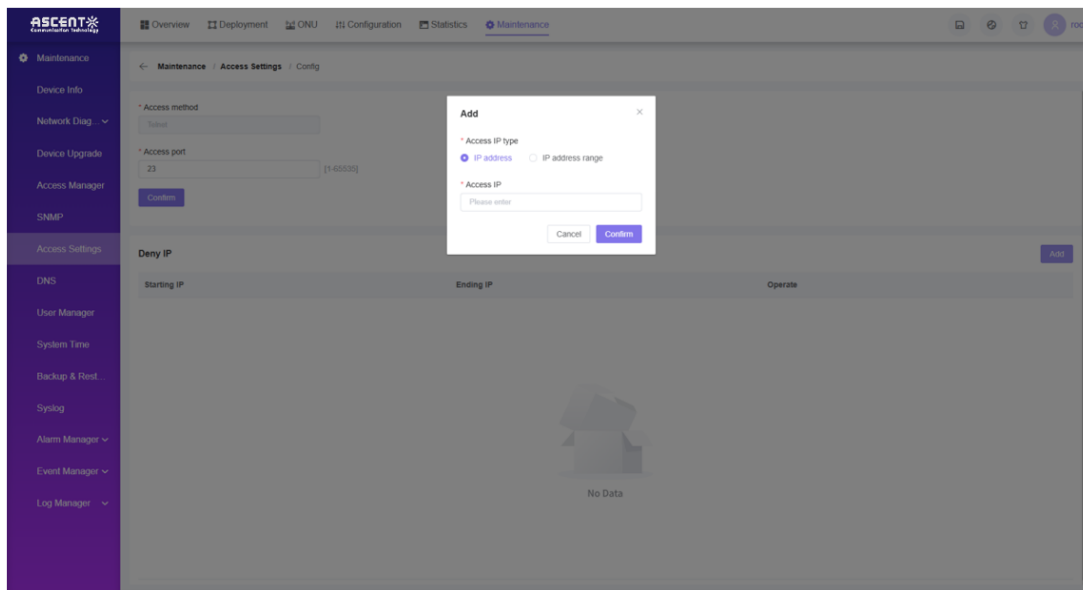 ASCENT
Communication Technology
Overview
Deployment
ONU
Configuration
Statistics
Maintenance
R
Maintenance
Device Info
Network Diag...
Device Upgrade
Access Manager
SNMP
Access Settings
DNS
User Manager
System Time
Backup & Rest...
Syslog
Alarm Manager
Event Manager
Log Manager
Maintenance / Access Settings / Config
* Access method
Telnet
* Access port
23
[1-65535]
Confirm
Add
* Access IP type
IP address
IP address range
* Access IP
Please enter
Cancel
Confirm
Deny IP
Add
Starting IP
Ending IP
Operate
No Data